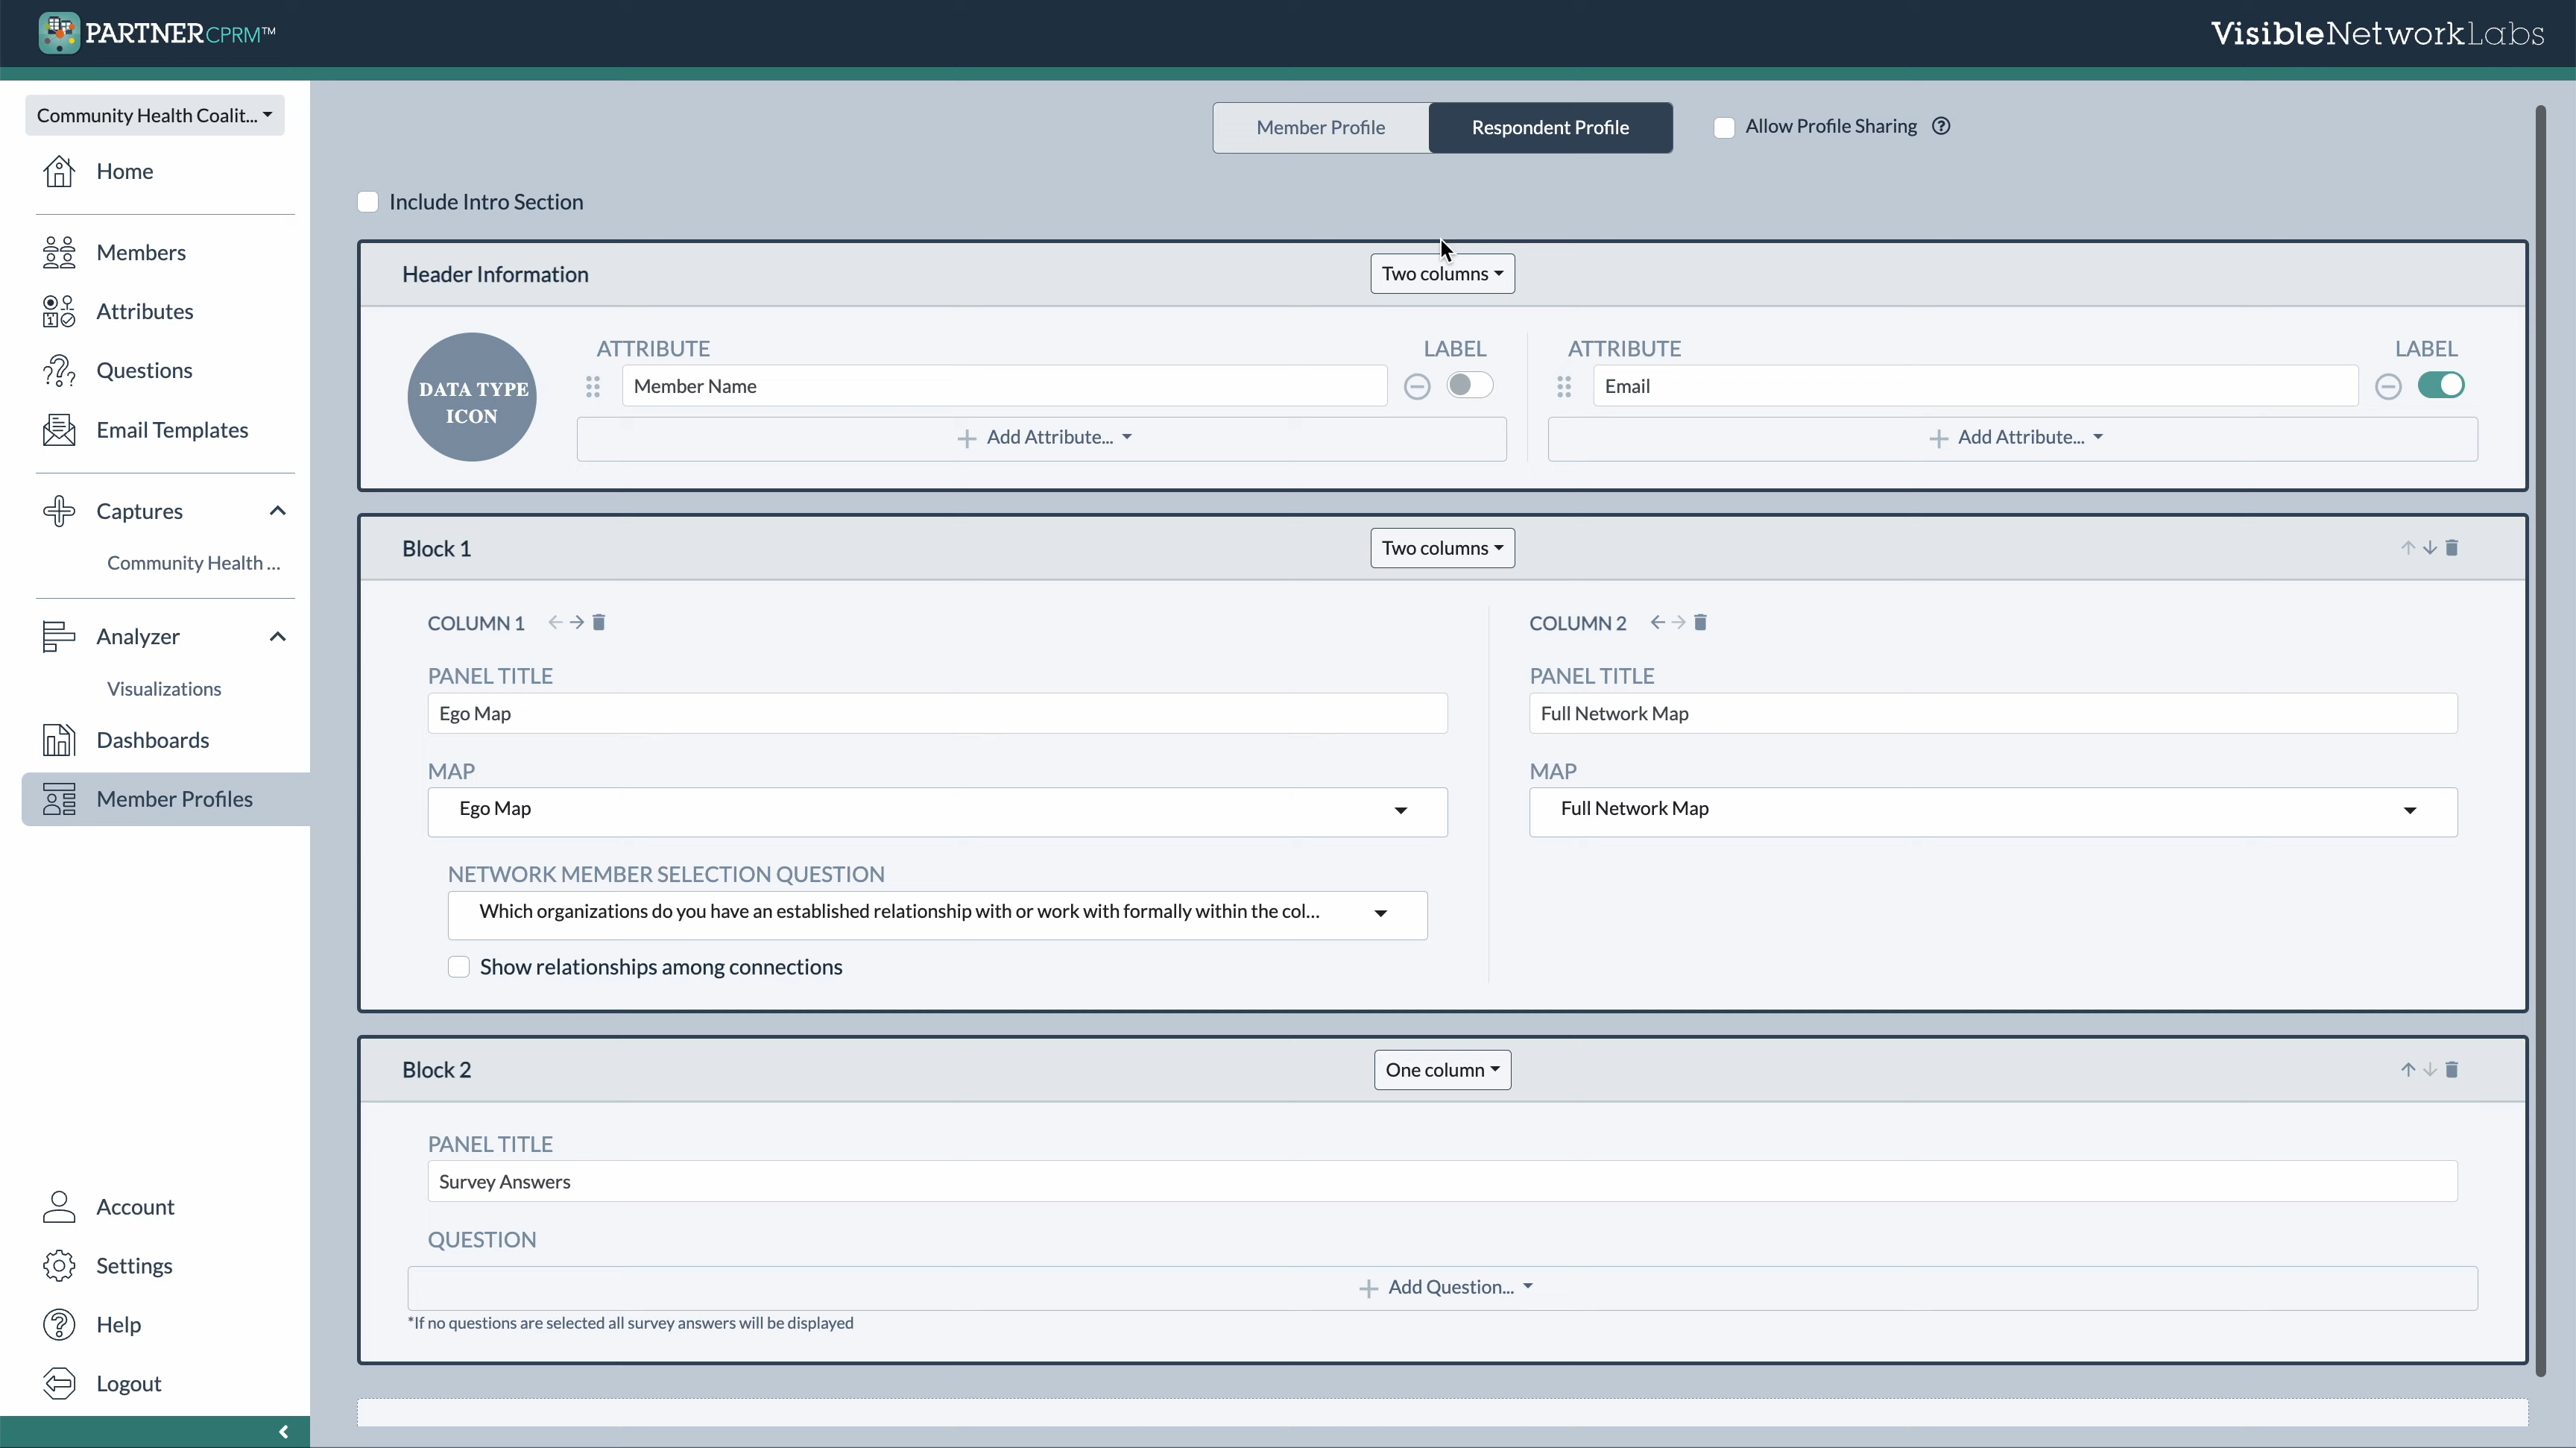 PARTNER CPRM™
VisibleNetworkLabs
Community Health Coalit...
Home
Members
Attributes
Questions
Email Templates
Captures
Community Health ...
Analyzer
Visualizations
Dashboards
Member Profiles
Account
Settings
Help
Logout
Member Profile
Respondent Profile
Allow Profile Sharing
Include Intro Section
Header Information
Two columns
DATA TYPE
ICON
ATTRIBUTE
LABEL
Member Name
Add Attribute...
ATTRIBUTE
LABEL
Email
Add Attribute...
Block 1
Two columns
COLUMN 1
PANEL TITLE
Ego Map
MAP
Ego Map
NETWORK MEMBER SELECTION QUESTION
Which organizations do you have an established relationship with or work with formally within the col...
Show relationships among connections
COLUMN 2
PANEL TITLE
Full Network Map
MAP
Full Network Map
Block 2
One column
PANEL TITLE
Survey Answers
QUESTION
Add Question...
*If no questions are selected all survey answers will be displayed